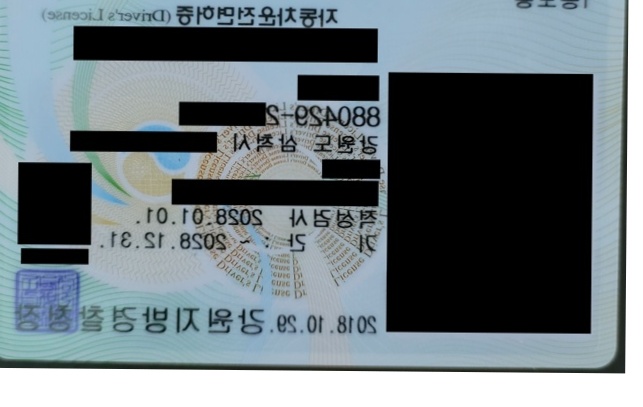 자동차운전면허증 (Driver's License)
880429-2
강원도 삼척시
적성검사 2028.01.01.
기 간 : ~ 2028.12.31.
2018.10.29. 강원지방경찰청장